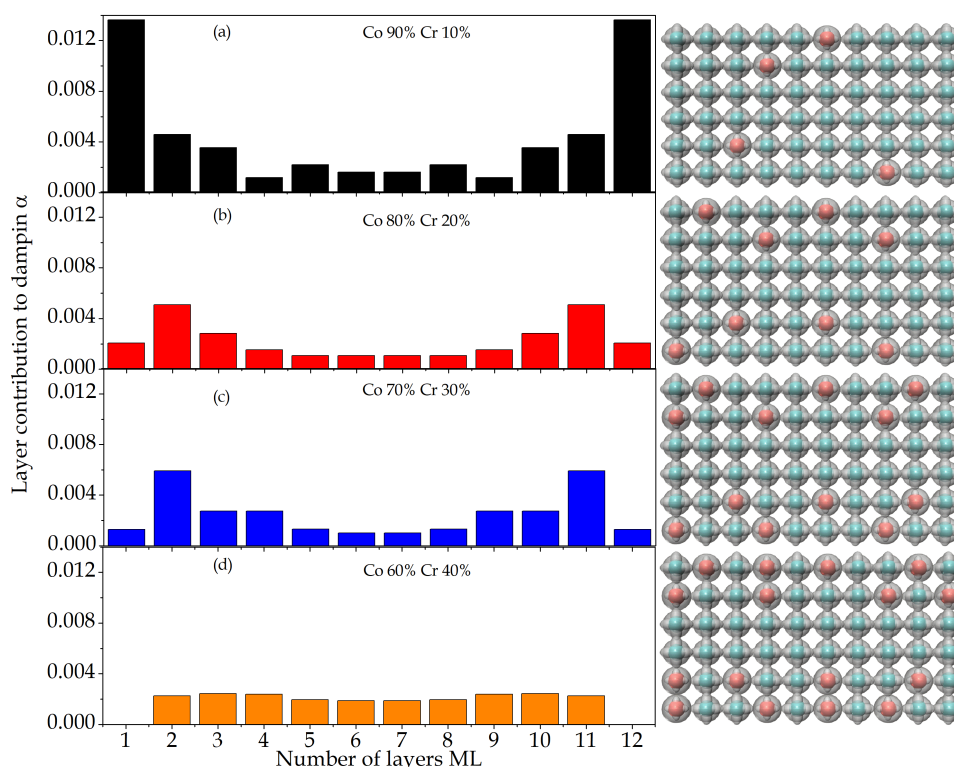 0.012
(a)
Co 90% Cr 10%
0.008
0.004
0.000
0.012
(b)
Co 80% Cr 20%
0.008
0.004
0.000
0.012
(c)
Co 70% Cr 30%
0.008
0.004
0.000
0.012
(d)
Co 60% Cr 40%
0.008
0.004
0.000
1 2 3 4 5 6 7 8 9 10 11 12
Number of layers ML
Layer contribution to dampin α